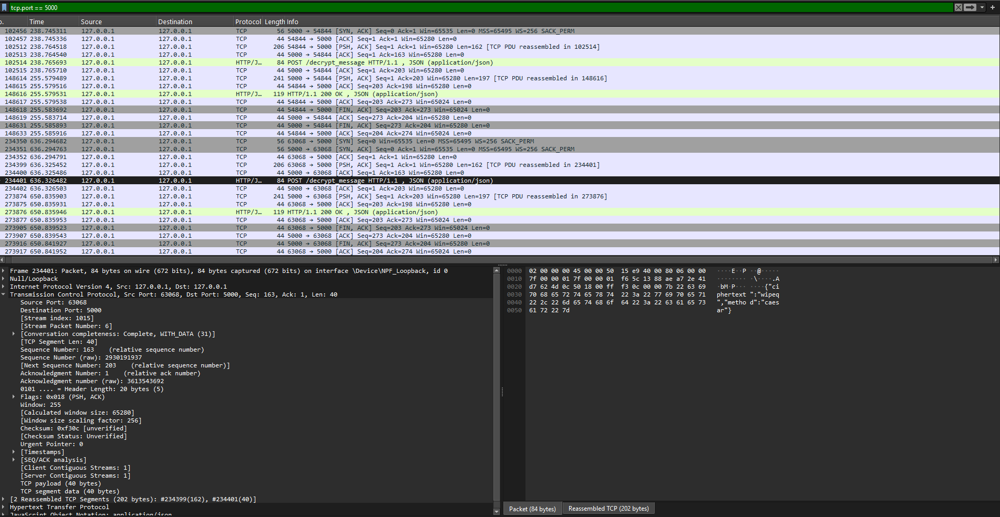 tcp.port == 5000
o. Time Source Destination Protocol Length Info
102456 238.745311 127.0.0.1 127.0.0.1 TCP 56 5000 → 54844 [SYN, ACK] Seq=0 Ack=1 Win=65535 Len=0 MSS=65495 WS=256 SACK_PERM
102457 238.745336 127.0.0.1 127.0.0.1 TCP 44 54844 → 5000 [ACK] Seq=1 Ack=1 Win=65280 Len=0
102512 238.764518 127.0.0.1 127.0.0.1 TCP 206 54844 → 5000 [PSH, ACK] Seq=1 Ack=1 Win=65280 Len=162 [TCP PDU reassembled in 102514]
102513 238.764540 127.0.0.1 127.0.0.1 TCP 44 5000 → 54844 [ACK] Seq=1 Ack=163 Win=65280 Len=0
102514 238.765693 127.0.0.1 127.0.0.1 HTTP/J… 84 POST /decrypt_message HTTP/1.1 , JSON (application/json)
102515 238.765710 127.0.0.1 127.0.0.1 TCP 44 5000 → 54844 [ACK] Seq=1 Ack=203 Win=65280 Len=0
148614 255.579489 127.0.0.1 127.0.0.1 TCP 241 5000 → 54844 [PSH, ACK] Seq=1 Ack=203 Win=65280 Len=197 [TCP PDU reassembled in 148616]
148615 255.579516 127.0.0.1 127.0.0.1 TCP 44 54844 → 5000 [ACK] Seq=203 Ack=198 Win=65280 Len=0
148616 255.579531 127.0.0.1 127.0.0.1 HTTP/J… 119 HTTP/1.1 200 OK , JSON (application/json)
148617 255.579538 127.0.0.1 127.0.0.1 TCP 44 54844 → 5000 [ACK] Seq=203 Ack=273 Win=65024 Len=0
148618 255.583692 127.0.0.1 127.0.0.1 TCP 44 54844 → 5000 [FIN, ACK] Seq=203 Ack=273 Win=65024 Len=0
148619 255.583714 127.0.0.1 127.0.0.1 TCP 44 5000 → 54844 [ACK] Seq=273 Ack=204 Win=65280 Len=0
148631 255.585893 127.0.0.1 127.0.0.1 TCP 44 5000 → 54844 [FIN, ACK] Seq=273 Ack=204 Win=65280 Len=0
148633 255.585916 127.0.0.1 127.0.0.1 TCP 44 54844 → 5000 [ACK] Seq=204 Ack=274 Win=65024 Len=0
234350 636.294682 127.0.0.1 127.0.0.1 TCP 56 63068 → 5000 [SYN] Seq=0 Win=65535 Len=0 MSS=65495 WS=256 SACK_PERM
234351 636.294763 127.0.0.1 127.0.0.1 TCP 56 5000 → 63068 [SYN, ACK] Seq=0 Ack=1 Win=65535 Len=0 MSS=65495 WS=256 SACK_PERM
234352 636.294791 127.0.0.1 127.0.0.1 TCP 44 63068 → 5000 [ACK] Seq=1 Ack=1 Win=65280 Len=0
234399 636.325452 127.0.0.1 127.0.0.1 TCP 206 63068 → 5000 [PSH, ACK] Seq=1 Ack=1 Win=65280 Len=162 [TCP PDU reassembled in 234401]
234400 636.325486 127.0.0.1 127.0.0.1 TCP 44 5000 → 63068 [ACK] Seq=1 Ack=163 Win=65280 Len=0
234401 636.326482 127.0.0.1 127.0.0.1 HTTP/J… 84 POST /decrypt_message HTTP/1.1 , JSON (application/json)
234402 636.326503 127.0.0.1 127.0.0.1 TCP 44 5000 → 63068 [ACK] Seq=1 Ack=203 Win=65280 Len=0
273874 650.835903 127.0.0.1 127.0.0.1 TCP 241 5000 → 63068 [PSH, ACK] Seq=1 Ack=203 Win=65280 Len=197 [TCP PDU reassembled in 273876]
273875 650.835931 127.0.0.1 127.0.0.1 TCP 44 63068 → 5000 [ACK] Seq=203 Ack=198 Win=65280 Len=0
273876 650.835946 127.0.0.1 127.0.0.1 HTTP/J… 119 HTTP/1.1 200 OK , JSON (application/json)
273877 650.835953 127.0.0.1 127.0.0.1 TCP 44 63068 → 5000 [ACK] Seq=203 Ack=273 Win=65024 Len=0
273905 650.839523 127.0.0.1 127.0.0.1 TCP 44 63068 → 5000 [FIN, ACK] Seq=203 Ack=273 Win=65024 Len=0
273907 650.839543 127.0.0.1 127.0.0.1 TCP 44 5000 → 63068 [ACK] Seq=273 Ack=204 Win=65280 Len=0
273916 650.841927 127.0.0.1 127.0.0.1 TCP 44 5000 → 63068 [FIN, ACK] Seq=273 Ack=204 Win=65280 Len=0
273917 650.841952 127.0.0.1 127.0.0.1 TCP 44 63068 → 5000 [ACK] Seq=204 Ack=274 Win=65024 Len=0
Frame 234401: Packet, 84 bytes on wire (672 bits), 84 bytes captured (672 bits) on interface \Device\NPF_Loopback, id 0
Null/Loopback
Internet Protocol Version 4, Src: 127.0.0.1, Dst: 127.0.0.1
Transmission Control Protocol, Src Port: 63068, Dst Port: 5000, Seq: 163, Ack: 1, Len: 40
Source Port: 63068
Destination Port: 5000
[Stream index: 1015]
[Stream Packet Number: 6]
[Conversation completeness: Complete, WITH_DATA (31)]
[TCP Segment Len: 40]
Sequence Number: 163 (relative sequence number)
Sequence Number (raw): 2930191937
[Next Sequence Number: 203 (relative sequence number)]
Acknowledgment Number: 1 (relative ack number)
Acknowledgment number (raw): 3613543692
0101 .... = Header Length: 20 bytes (5)
Flags: 0x018 (PSH, ACK)
Window: 255
[Calculated window size: 65280]
[Window size scaling factor: 256]
Checksum: 0xf30c [unverified]
[Checksum Status: Unverified]
Urgent Pointer: 0
[Timestamps]
[SEQ/ACK analysis]
[Client Contiguous Streams: 1]
[Server Contiguous Streams: 1]
TCP payload (40 bytes)
TCP segment data (40 bytes)
[2 Reassembled TCP Segments (202 bytes): #234399(162), #234401(40)]
Hypertext Transfer Protocol
JavaScript Object Notation: application/json
0000 02 00 00 00 45 00 00 50 15 e9 40 00 80 06 00 00 ····E··P ··@·····
0010 7f 00 00 01 7f 00 00 01 f6 5c 13 88 ae a7 2e 41 ········ ·\····.A
0020 d7 62 4d 0c 50 18 00 ff f3 0c 00 00 7b 22 63 69 ·bM·P··· ····{"ci
0030 70 68 65 72 74 65 78 74 22 3a 22 77 69 70 65 71 phertext ":"wipeq
0040 22 2c 22 6d 65 74 68 6f 64 22 3a 22 63 61 65 73 ","metho d":"caes
0050 61 72 22 7d ar"}
Packet (84 bytes) Reassembled TCP (202 bytes)